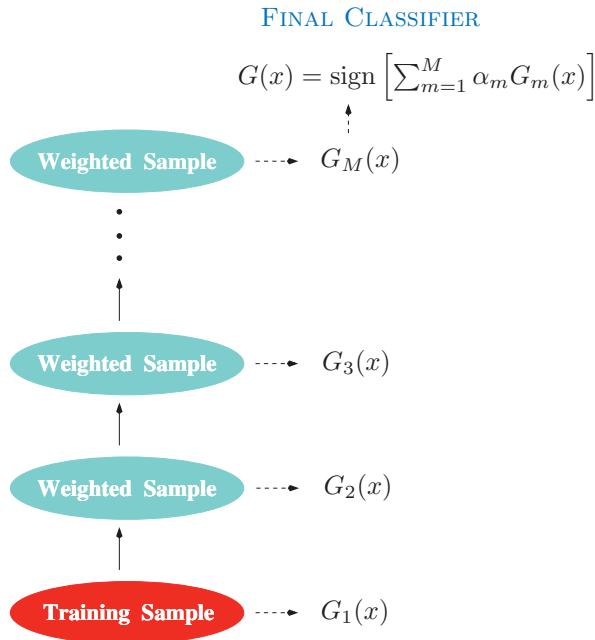 FINAL CLASSIFIER
G(x) = sign [∑_{m=1}^{M} α_m G_m(x)]
Weighted Sample
G_M(x)
Weighted Sample
G_3(x)
Weighted Sample
G_2(x)
Training Sample
G_1(x)